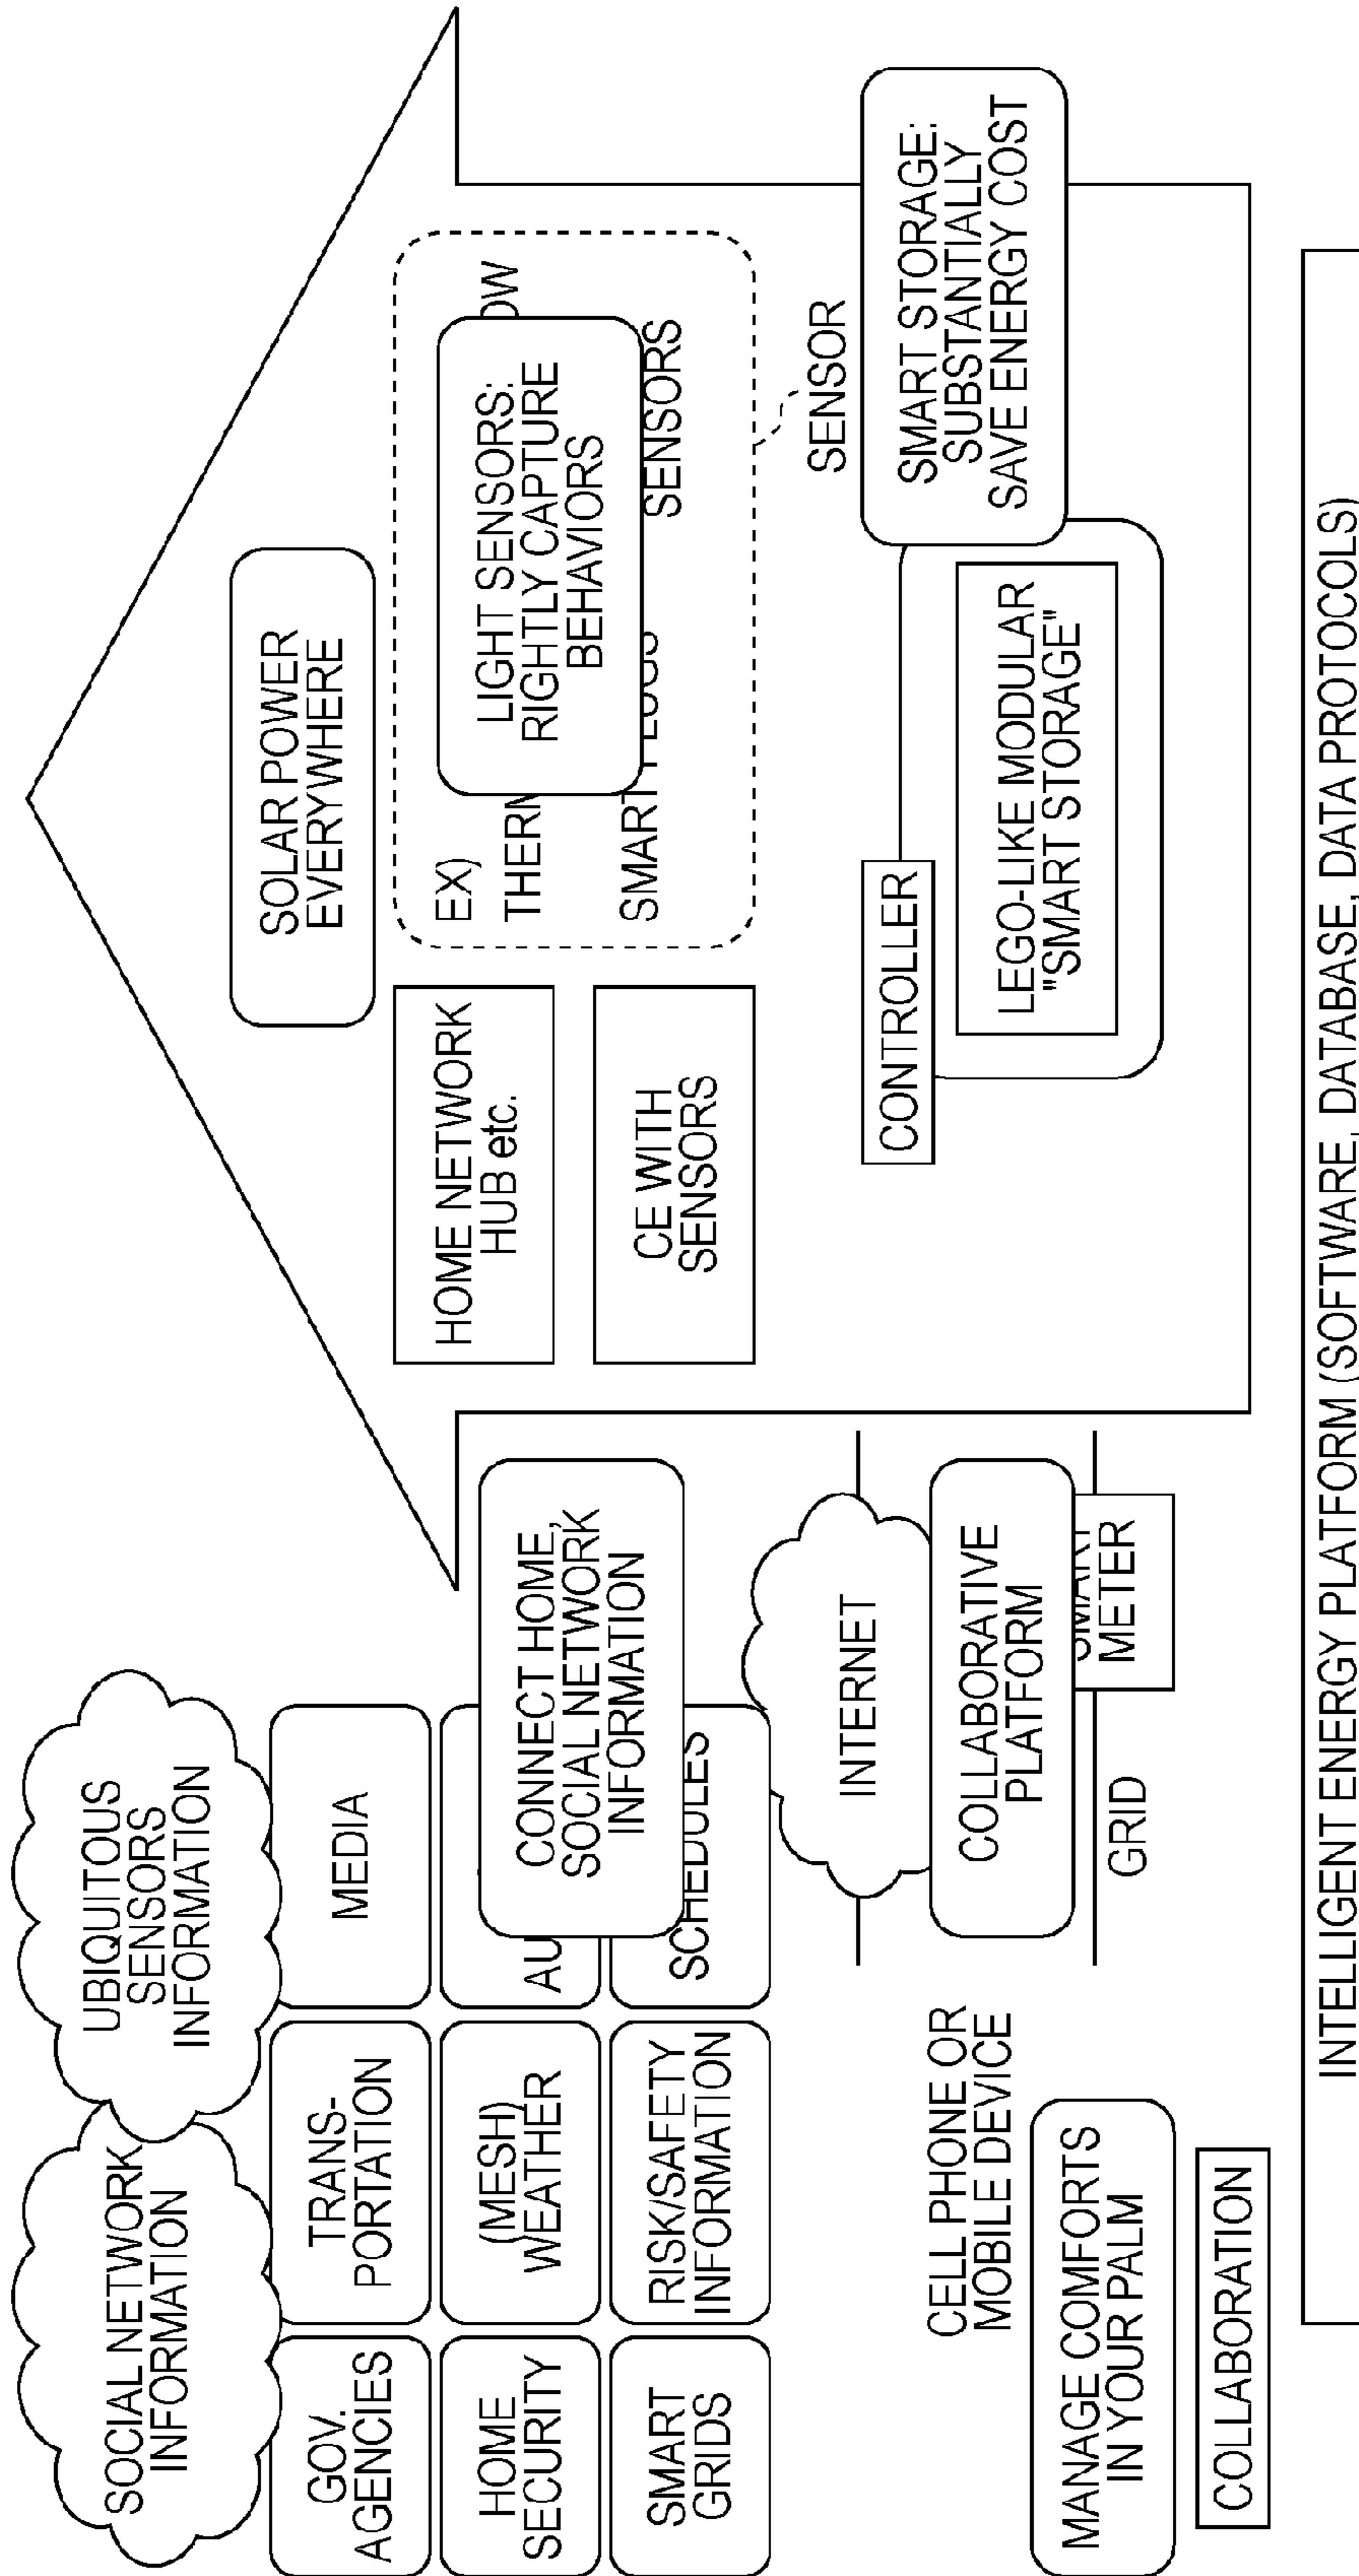 SOCIAL NETWORK
INFORMATION
UBIQUITOUS
SENSORS
INFORMATION
GOV.
AGENCIES
TRANS-
PORTATION
MEDIA
HOME
SECURITY
(MESH)
WEATHER
SMART
GRIDS
RISK/SAFETY
INFORMATION
SCHEDULES
CONNECT HOME,
SOCIAL NETWORK
INFORMATION
INTERNET
COLLABORATIVE
PLATFORM
SMART
METER
GRID
CELL PHONE OR
MOBILE DEVICE
MANAGE COMFORTS
IN YOUR PALM
COLLABORATION
SOLAR POWER
EVERYWHERE
HOME NETWORK
HUB etc.
CE WITH
SENSORS
EX)
LIGHT SENSORS:
RIGHTLY CAPTURE
BEHAVIORS
SMART PLUGS SENSORS
SENSOR
CONTROLLER
LEGO-LIKE MODULAR
"SMART STORAGE"
SMART STORAGE:
SUBSTANTIALLY
SAVE ENERGY COST
INTELLIGENT ENERGY PLATFORM (SOFTWARE, DATABASE, DATA PROTOCOLS)